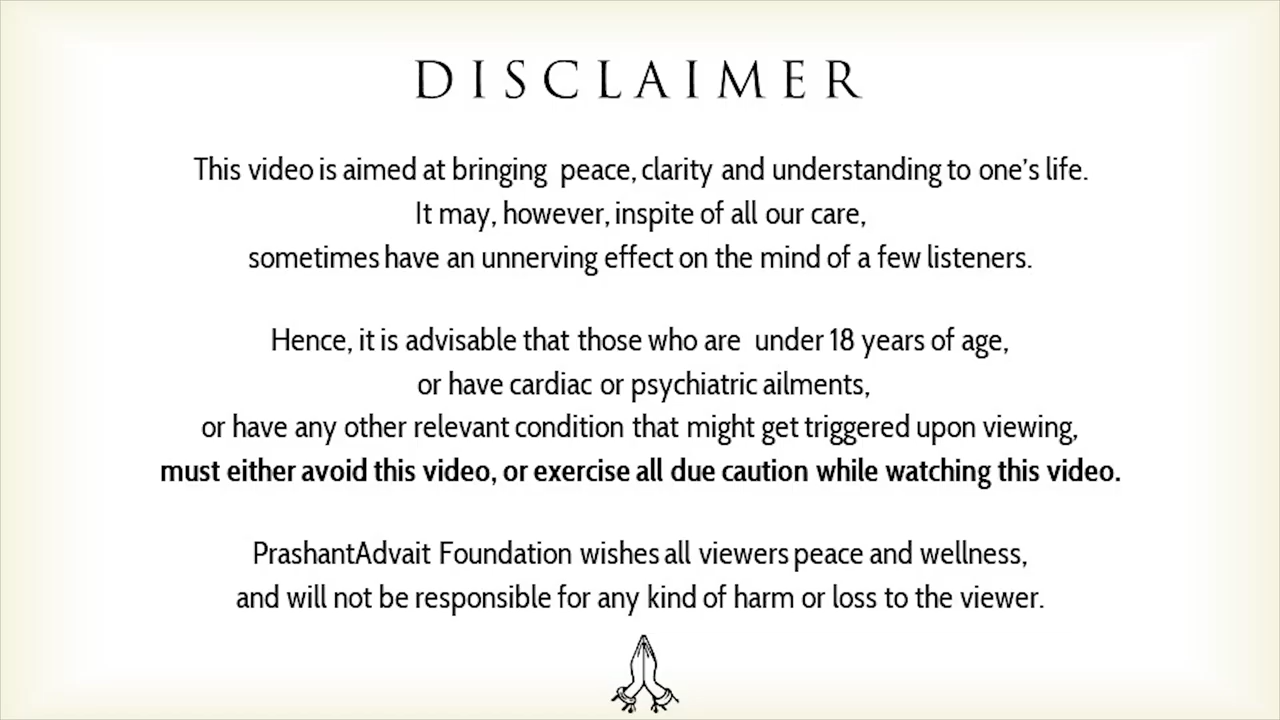 DISCLAIMER
This video is aimed at bringing peace, clarity and understanding to one's life.
It may, however, inspite of all our care,
sometimes have an unnerving effect on the mind of a few listeners.
Hence, it is advisable that those who are under 18 years of age,
or have cardiac or psychiatric ailments,
or have any other relevant condition that might get triggered upon viewing,
must either avoid this video, or exercise all due caution while watching this video.
PrashantAdvait Foundation wishes all viewers peace and wellness,
and will not be responsible for any kind of harm or loss to the viewer.